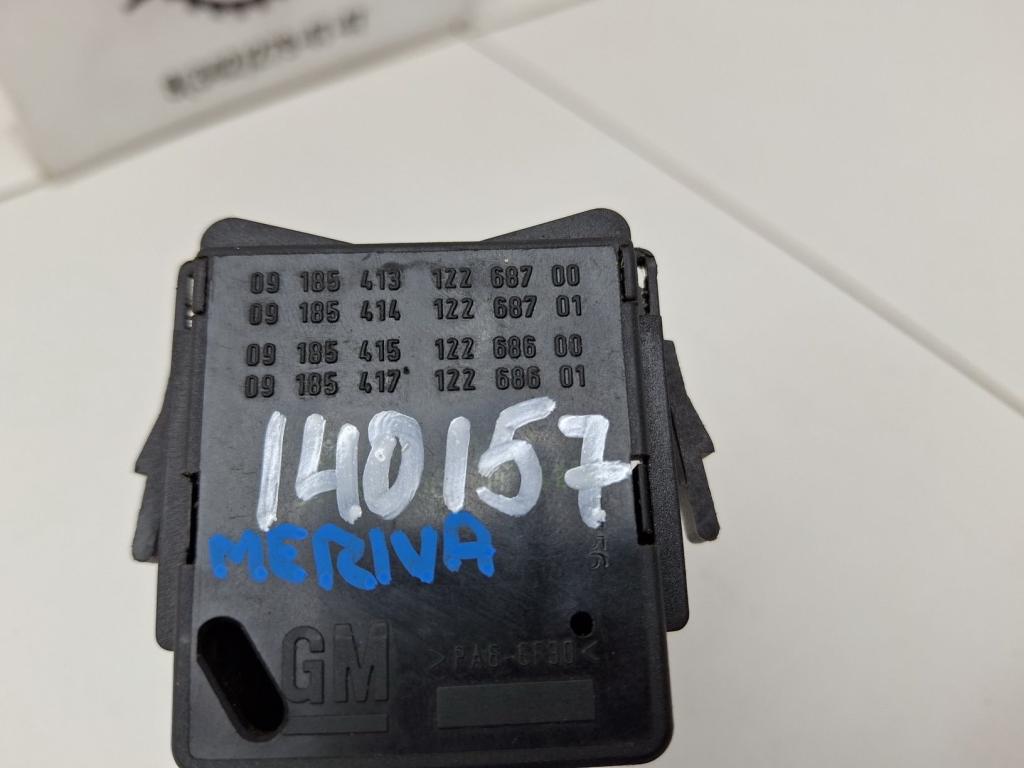 09 185 413 122 687 00
09 185 414 122 687 01
09 185 415 122 686 00
09 185 417 122 686 01
140157
MERIVA
GM
>PA6-GF30<